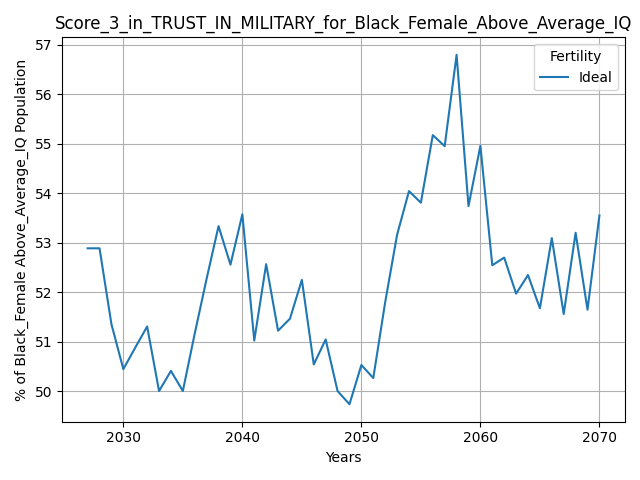 Score_3_in_TRUST_IN_MILITARY_for_Black_Female_Above_Average_IQ
Fertility
Ideal
% of Black_Female Above_Average_IQ Population
57
56
55
54
53
52
51
50
2030
2040
2050
2060
2070
Years